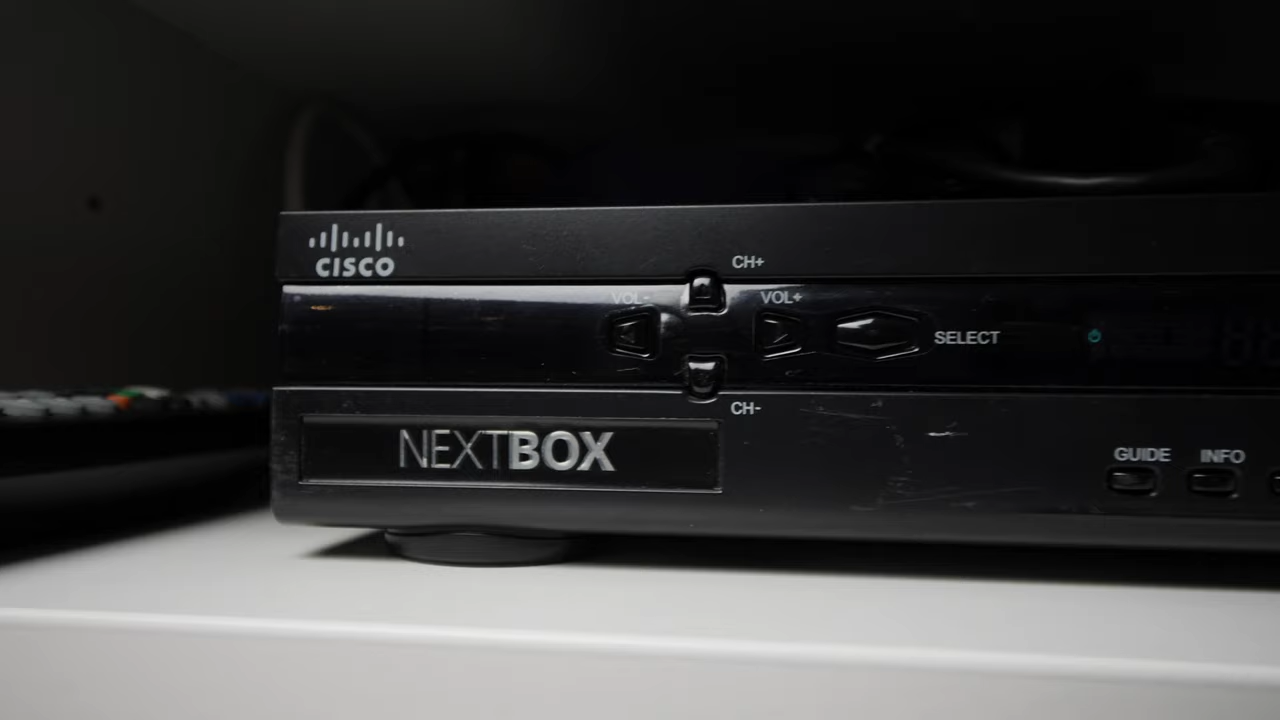 CISCO
CH+
VOL- VOL+
SELECT
CH-
NEXTBOX
GUIDE INFO